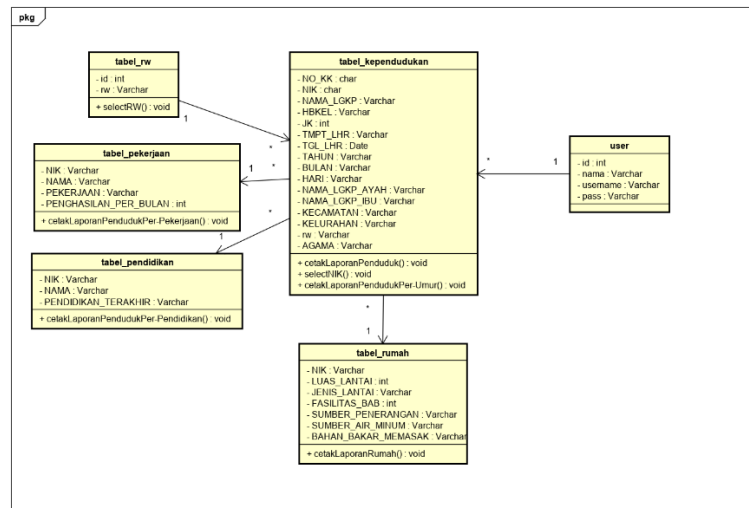 pkg
tabel_rw
- id : int
- rw : Varchar
+ selectRW() : void
1
*
tabel_kependudukan
- NO_KK : char
- NIK : char
- NAMA_LGKP : Varchar
- HBKEL : Varchar
- JK : int
- TMPT_LHR : Varchar
- TGL_LHR : Date
- TAHUN : Varchar
- BULAN : Varchar
- HARI : Varchar
- NAMA_LGKP_AYAH : Varchar
- NAMA_LGKP_IBU : Varchar
- KECAMATAN : Varchar
- KELURAHAN : Varchar
- rw : Varchar
- AGAMA : Varchar
+ cetakLaporanPenduduk() : void
+ selectNIK() : void
+ cetakLaporanPendudukPer-Umur() : void
* 1
user
- id : int
- nama : Varchar
- username : Varchar
- pass : Varchar
tabel_pekerjaan
- NIK : Varchar
- NAMA : Varchar
- PEKERJAAN : Varchar
- PENGHASILAN_PER_BULAN : int
+ cetakLaporanPendudukPer-Pekerjaan() : void
1 *
1 *
tabel_pendidikan
- NIK : Varchar
- NAMA : Varchar
- PENDIDIKAN_TERAKHIR : Varchar
+ cetakLaporanPendudukPer-Pendidikan() : void
*
1
tabel_rumah
- NIK : Varchar
- LUAS_LANTAI : int
- JENIS_LANTAI : Varchar
- FASILITAS_BAB : int
- SUMBER_PENERANGAN : Varchar
- SUMBER_AIR_MINUM : Varchar
- BAHAN_BAKAR_MEMASAK : Varchar
+ cetakLaporanRumah() : void